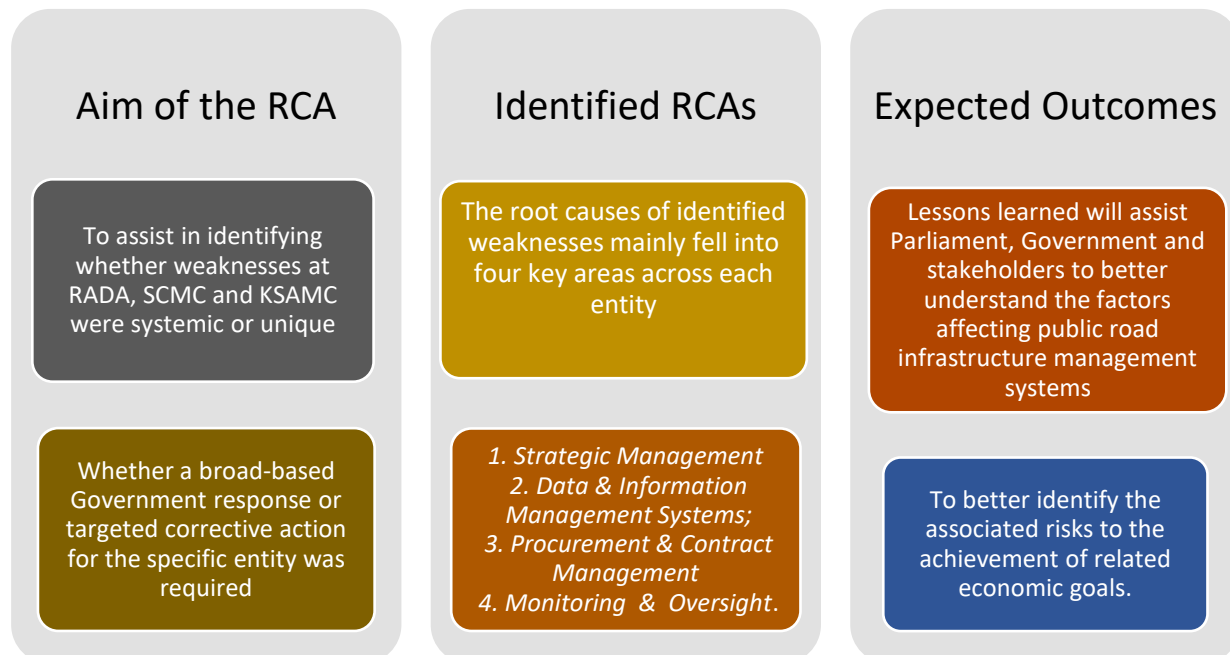 Aim of the RCA
To assist in identifying
whether weaknesses at
RADA, SCMC and KSAMC
were systemic or unique
Whether a broad-based
Government response or
targeted corrective action
for the specific entity was
required
Identified RCAs
The root causes of identified
weaknesses mainly fell into
four key areas across each
entity
1. Strategic Management
2. Data & Information
Management Systems;
3. Procurement & Contract
Management
4. Monitoring & Oversight.
Expected Outcomes
Lessons learned will assist
Parliament, Government and
stakeholders to better
understand the factors
affecting public road
infrastructure management
systems
To better identify the
associated risks to the
achievement of related
economic goals.